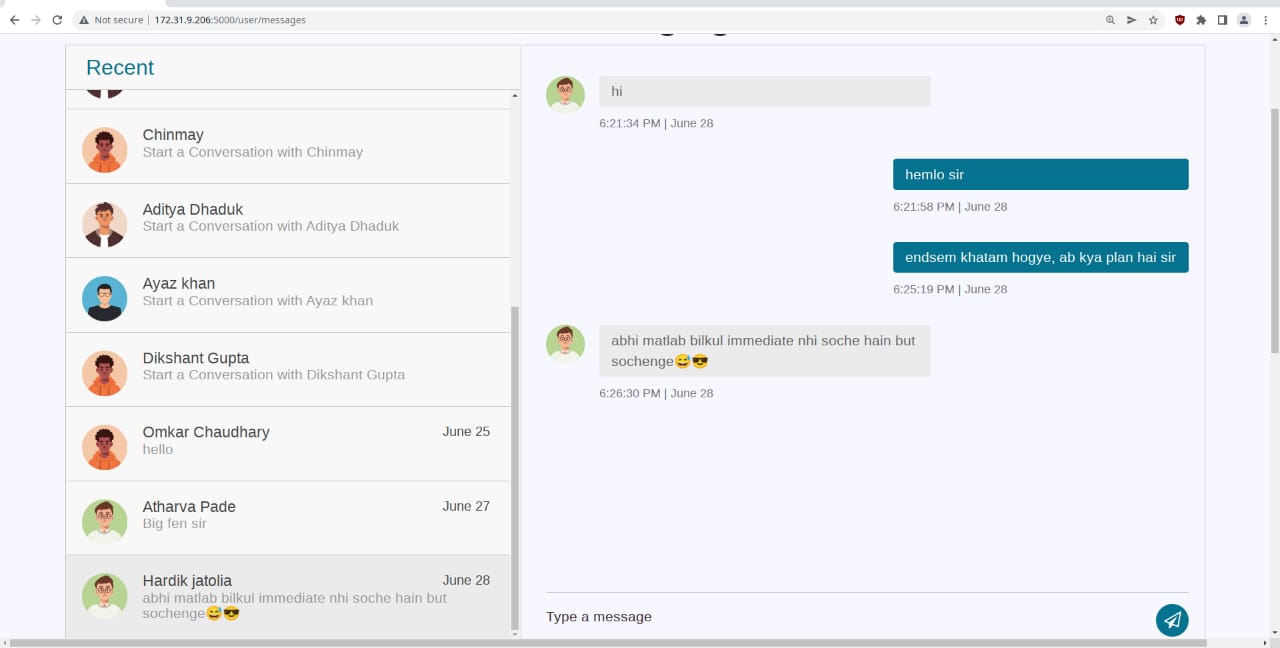 Not secure
172.31.9.206:5000/user/messages
Recent
Chinmay
Start a Conversation with Chinmay
Aditya Dhaduk
Start a Conversation with Aditya Dhaduk
Ayaz khan
Start a Conversation with Ayaz khan
Dikshant Gupta
Start a Conversation with Dikshant Gupta
Omkar Chaudhary
June 25
hello
Atharva Pade
June 27
Big fen sir
Hardik jatolia
June 28
abhi matlab bilkul immediate nhi soche hain but
sochenge😅😎
hi
6:21:34 PM | June 28
hemlo sir
6:21:58 PM | June 28
endsem khatam hogye, ab kya plan hai sir
6:25:19 PM | June 28
abhi matlab bilkul immediate nhi soche hain but
sochenge😅😎
6:26:30 PM | June 28
Type a message